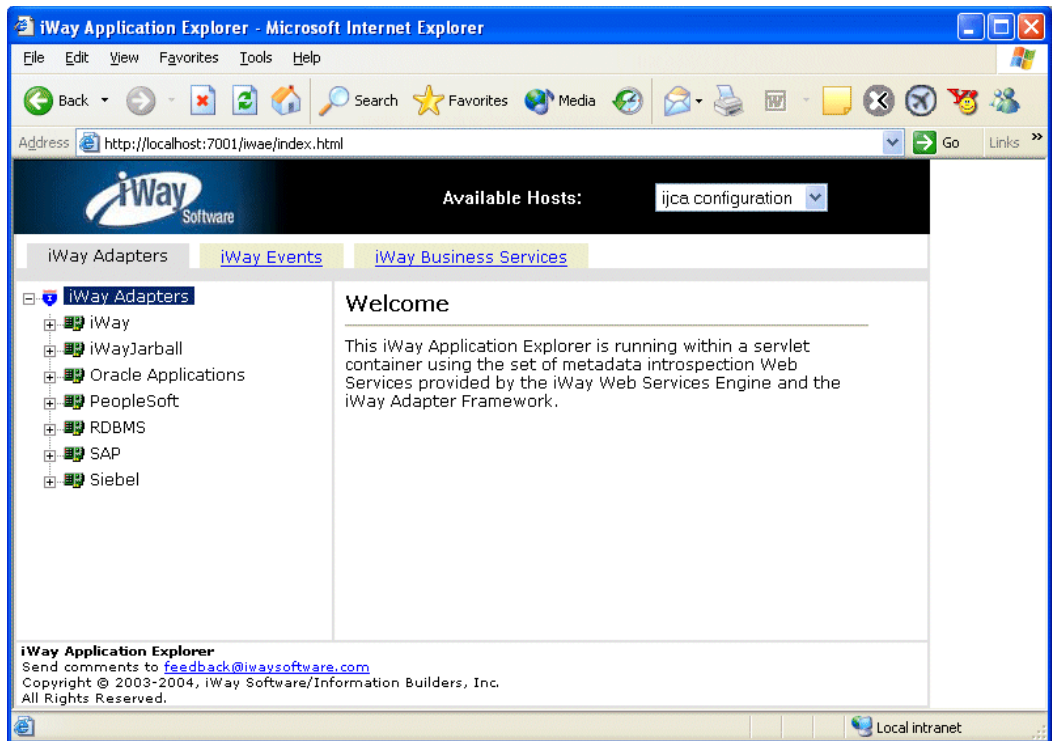 iWay Application Explorer - Microsoft Internet Explorer
File Edit View Favorites Tools Help
Back Search Favorites Media
Address http://localhost:7001/iwae/index.html Go Links »
iWay Software Available Hosts: ijca configuration
iWay Adapters iWay Events iWay Business Services
iWay Adapters
iWay
iWayJarball
Oracle Applications
PeopleSoft
RDBMS
SAP
Siebel
Welcome
This iWay Application Explorer is running within a servlet
container using the set of metadata introspection Web
Services provided by the iWay Web Services Engine and the
iWay Adapter Framework.
iWay Application Explorer
Send comments to feedback@iwaysoftware.com
Copyright © 2003-2004, iWay Software/Information Builders, Inc.
All Rights Reserved.
Local intranet